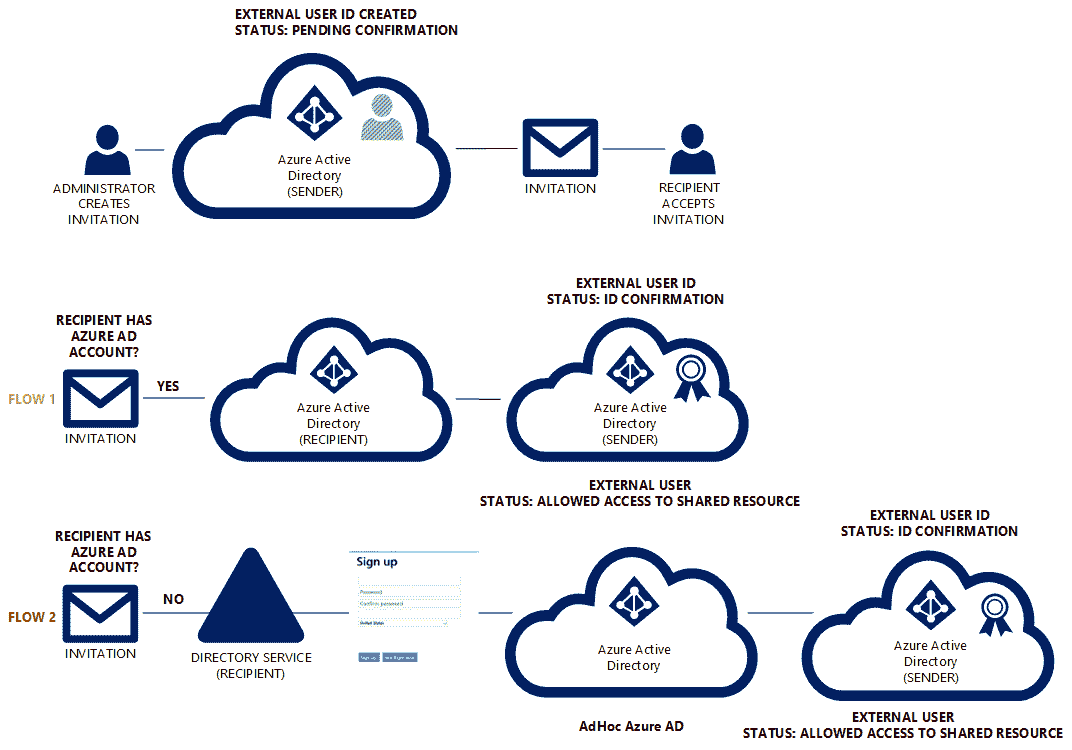 EXTERNAL USER ID CREATED
STATUS: PENDING CONFIRMATION
Azure Active
Directory
(SENDER)
ADMINISTRATOR
CREATES
INVITATION
INVITATION
RECIPIENT
ACCEPTS
INVITATION
EXTERNAL USER ID
STATUS: ID CONFIRMATION
RECIPIENT HAS
AZURE AD
ACCOUNT?
FLOW 1
YES
INVITATION
Azure Active
Directory
(RECIPIENT)
Azure Active
Directory
(SENDER)
EXTERNAL USER
STATUS: ALLOWED ACCESS TO SHARED RESOURCE
RECIPIENT HAS
AZURE AD
ACCOUNT?
FLOW 2
NO
INVITATION
DIRECTORY SERVICE
(RECIPIENT)
Sign up
Password
Confirm password
United States
Sign up
Azure Active
Directory
AdHoc Azure AD
EXTERNAL USER ID
STATUS: ID CONFIRMATION
Azure Active
Directory
(SENDER)
EXTERNAL USER
STATUS: ALLOWED ACCESS TO SHARED RESOURCE